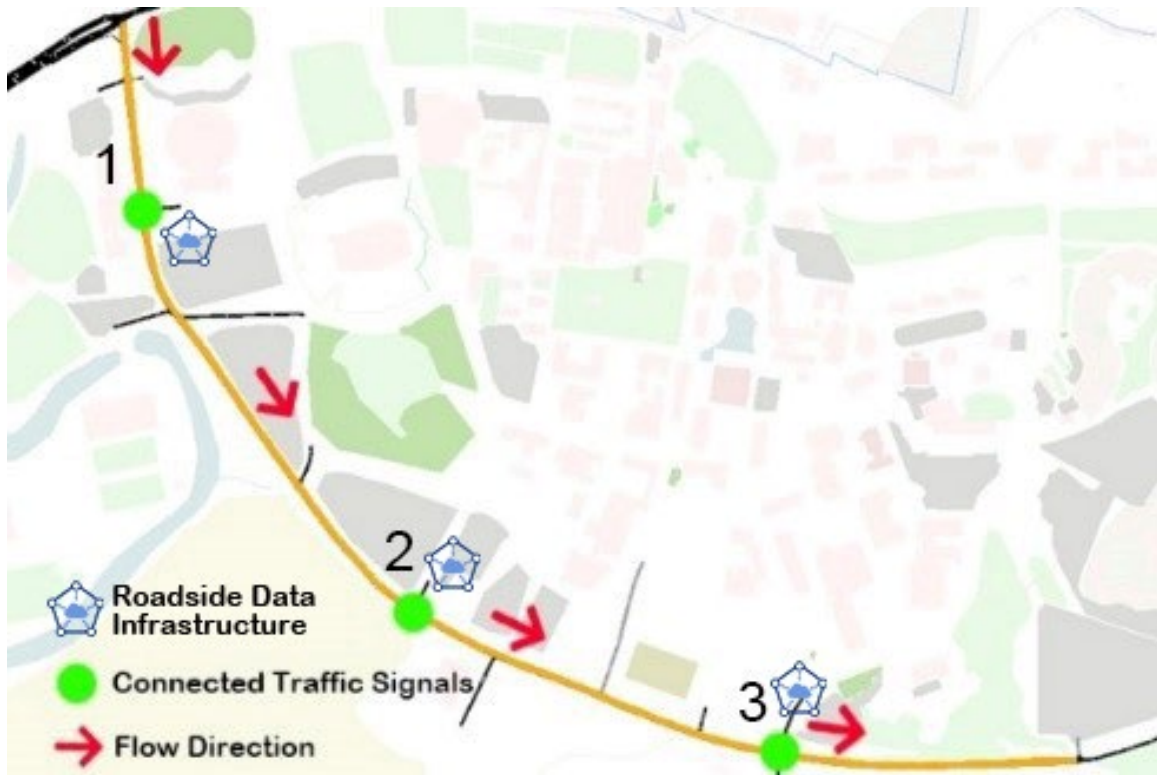 1
2
3
Roadside Data
Infrastructure
Connected Traffic Signals
Flow Direction